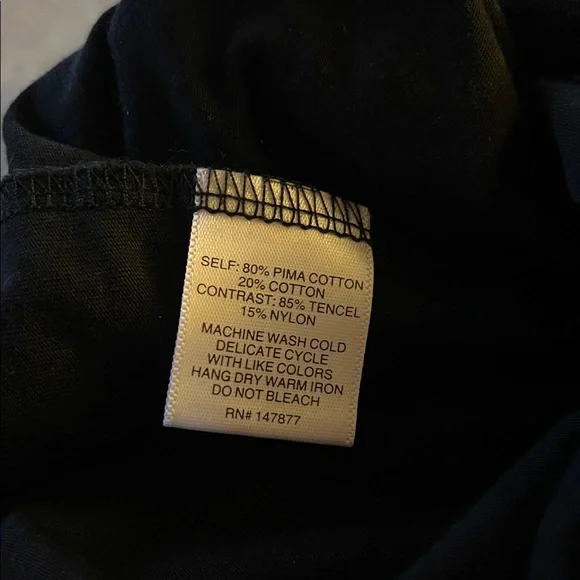 SELF: 80% PIMA COTTON
20% COTTON
CONTRAST: 85% TENCEL
15% NYLON
MACHINE WASH COLD
DELICATE CYCLE
WITH LIKE COLORS
HANG DRY WARM IRON
DO NOT BLEACH
RN# 147877